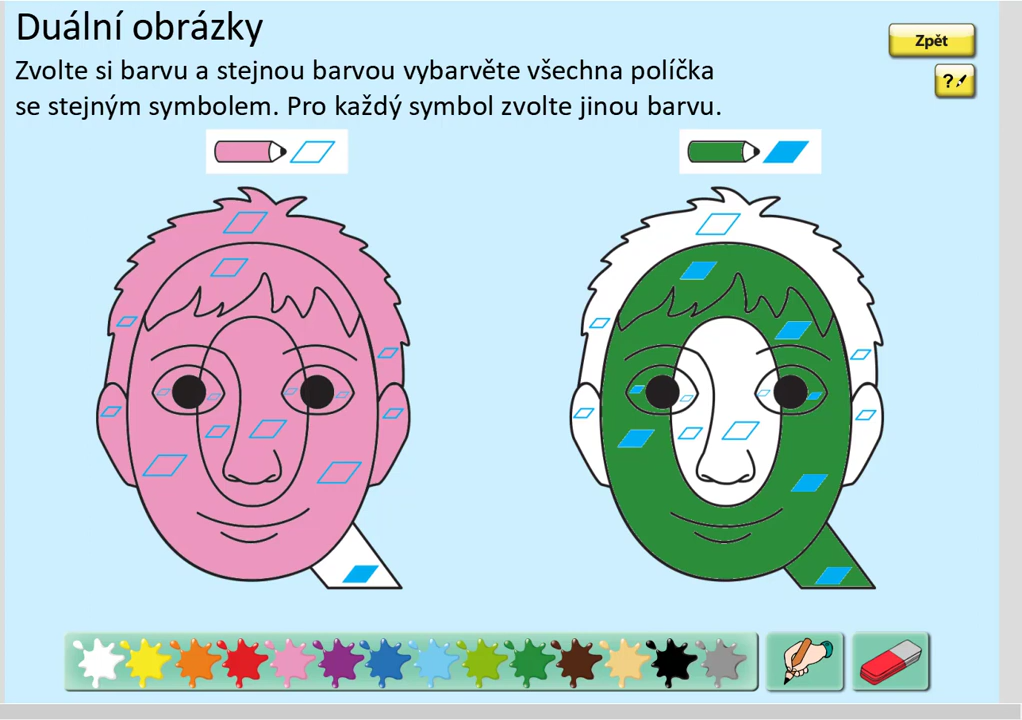 Duální obrázky
Zpět
Zvolte si barvu a stejnou barvou vybarvěte všechna políčka
?
se stejným symbolem. Pro každý symbol zvolte jinou barvu.